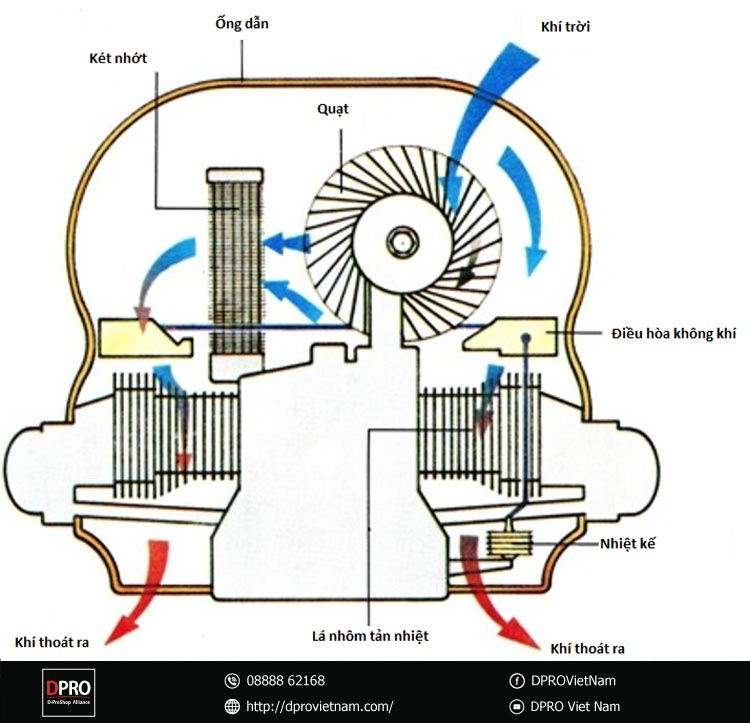 Ống dẫn
Khí trời
Két nhớt
Quạt
Điều hòa không khí
Nhiệt kế
Lá nhôm tản nhiệt
Khí thoát ra
Khí thoát ra
DPRO
D-ProShop Alliance
08888 62168
DPROVietNam
http://dprovietnam.com/
DPRO Viet Nam